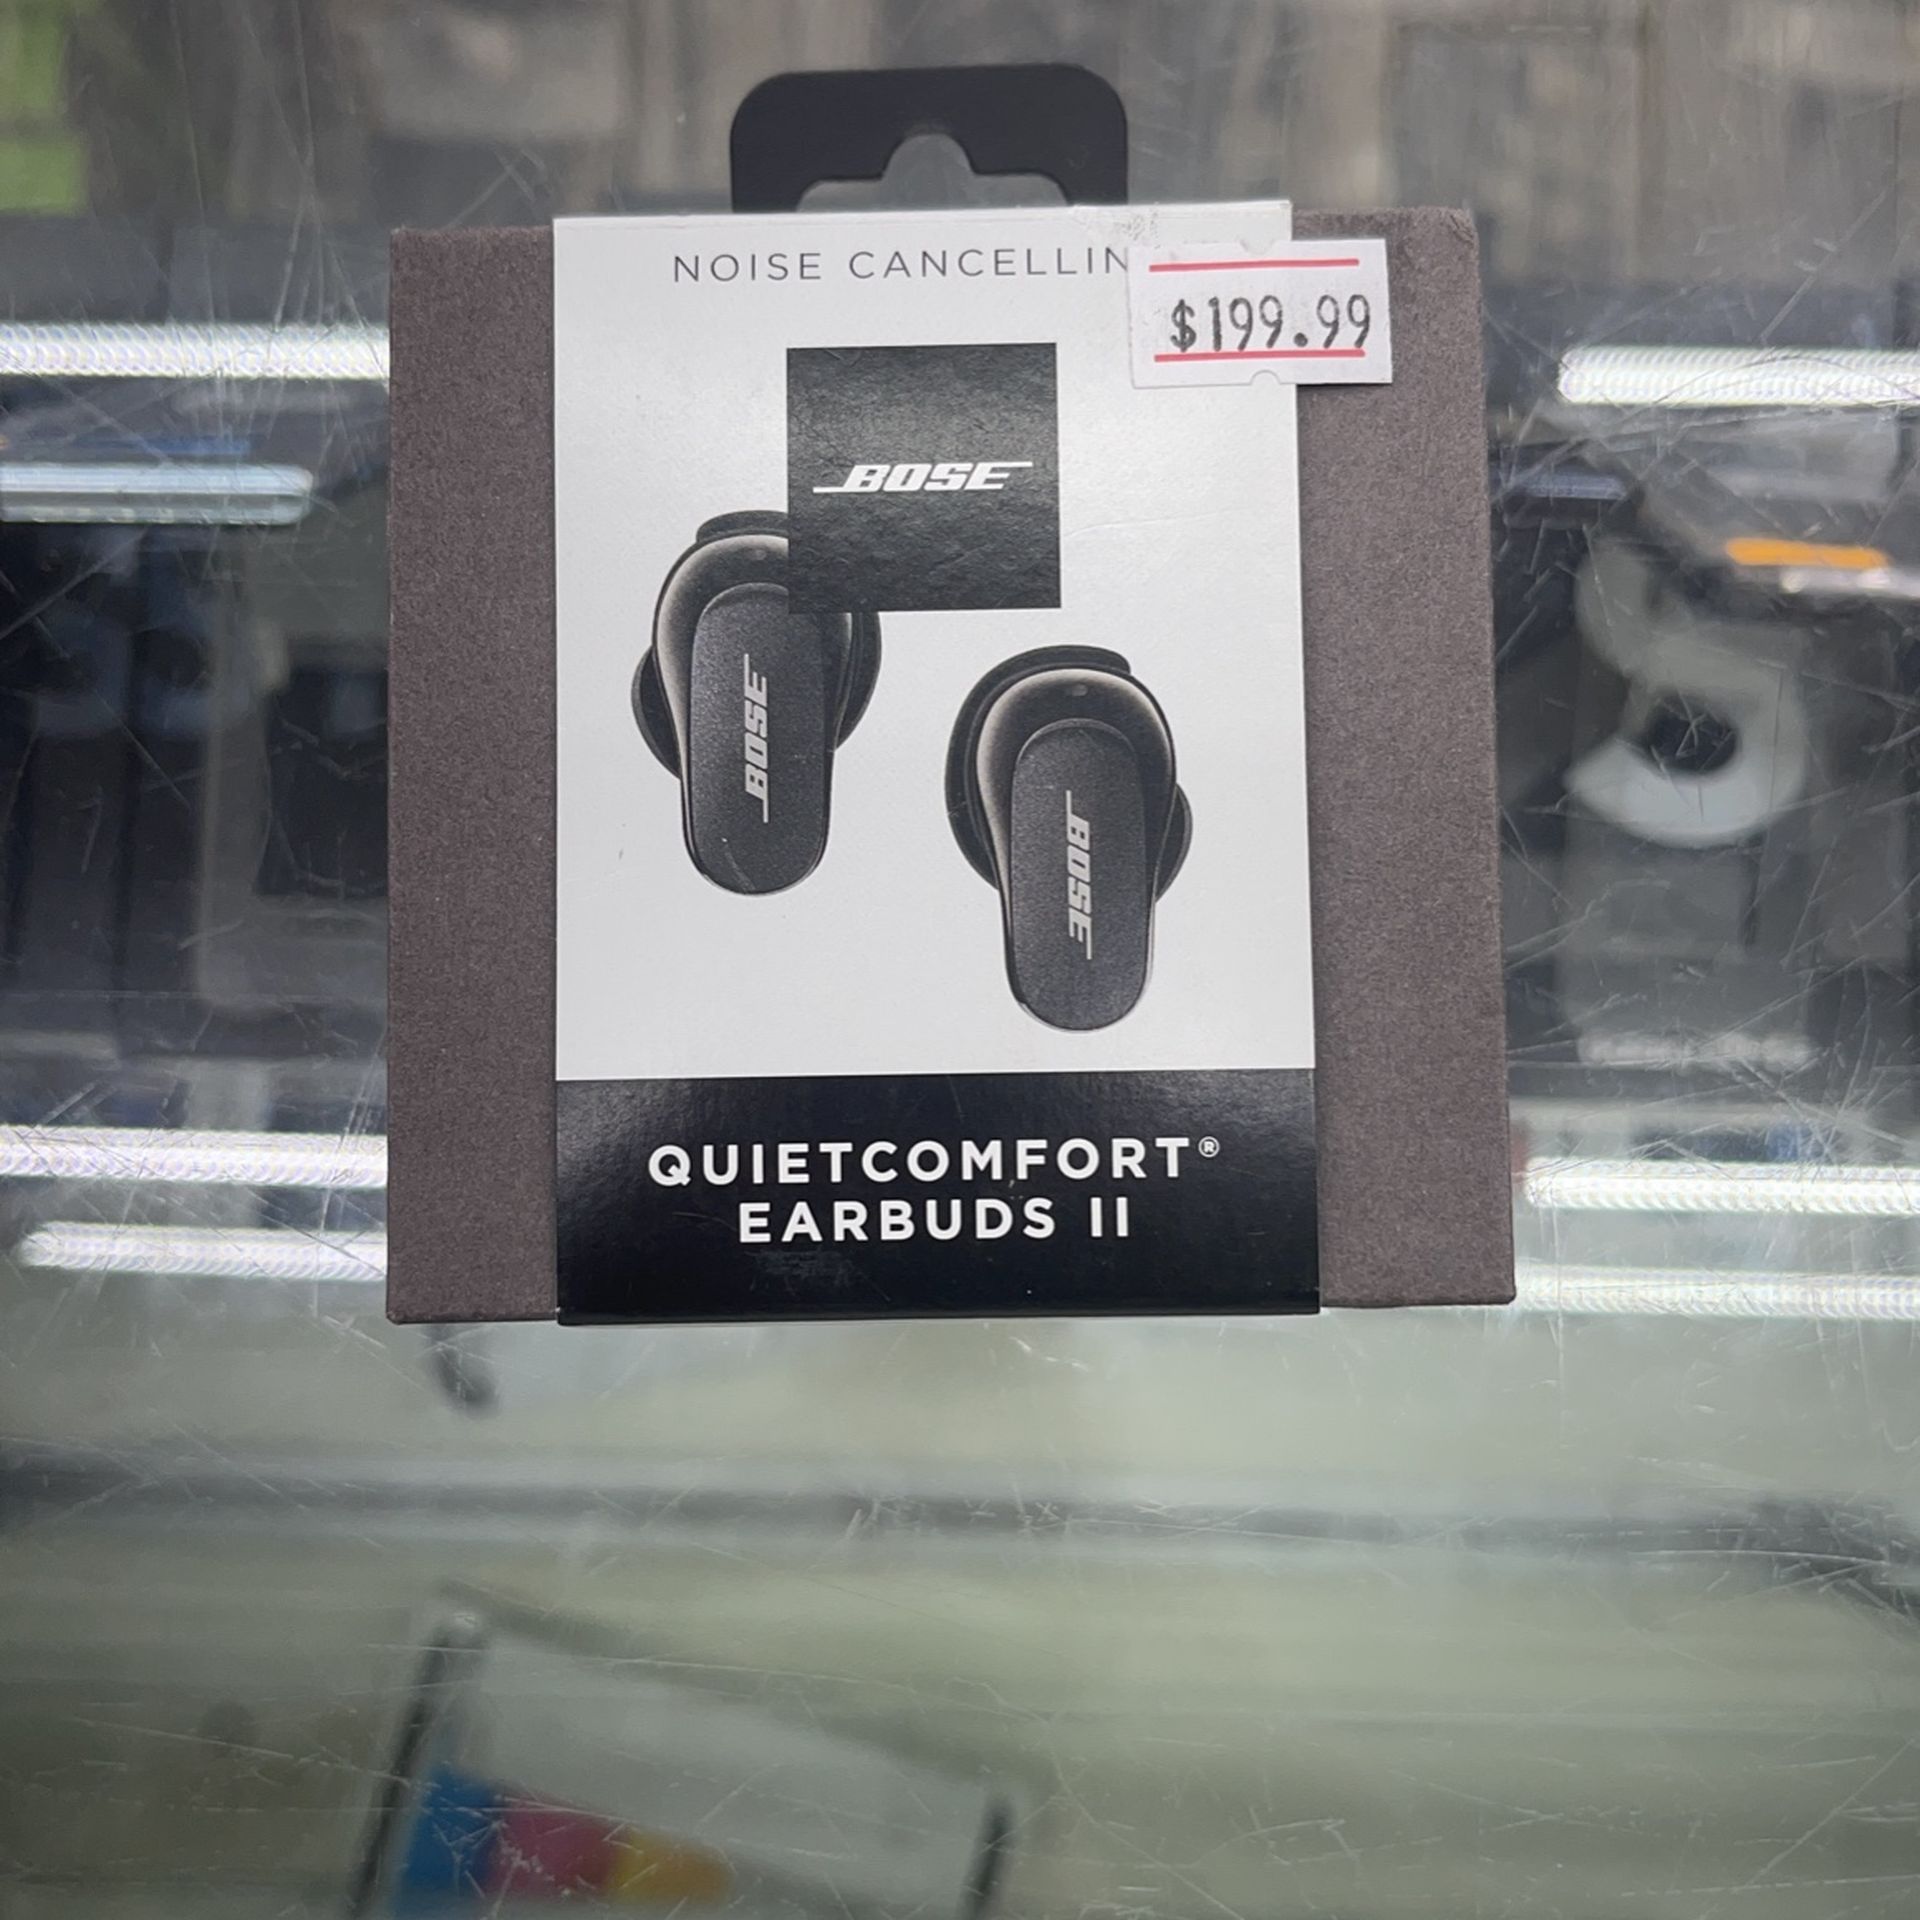 NOISE CANCELLIN
$199.99
BOSE
BOSE
BOSE
QUIETCOMFORT®
EARBUDS II